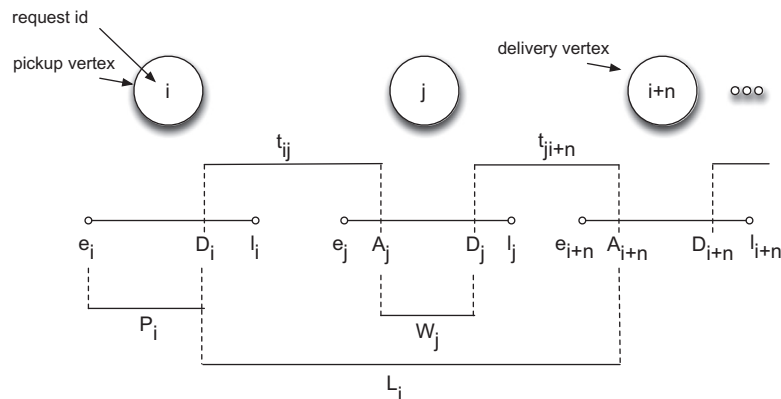 request id
pickup vertex
delivery vertex
i
j
i+n
t_ij
t_ji+n
e_i D_i l_i e_j A_j D_j l_j e_i+n A_i+n D_i+n l_i+n
P_i
W_j
L_i